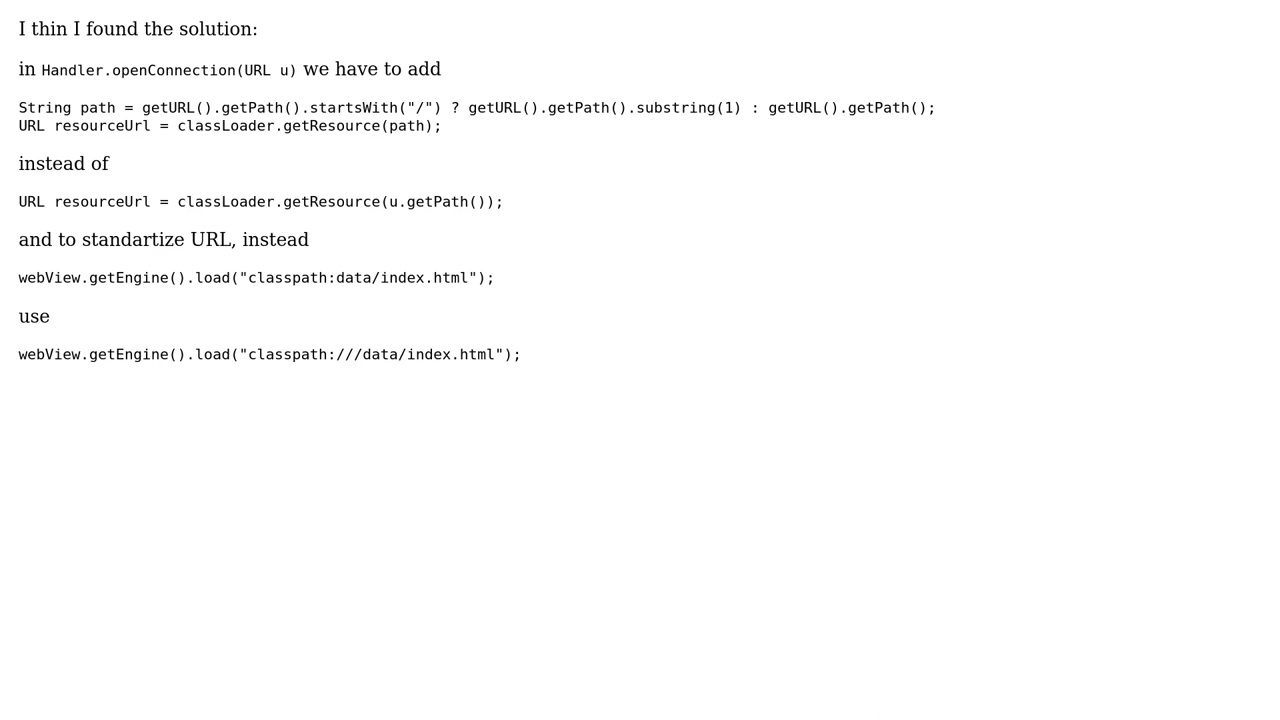 I thin I found the solution:
in Handler.openConnection(URL u) we have to add
String path = getURL().getPath().startsWith("/") ? getURL().getPath().substring(1) : getURL().getPath();
URL resourceUrl = classLoader.getResource(path);
instead of
URL resourceUrl = classLoader.getResource(u.getPath());
and to standartize URL, instead
webView.getEngine().load("classpath:data/index.html");
use
webView.getEngine().load("classpath:///data/index.html");